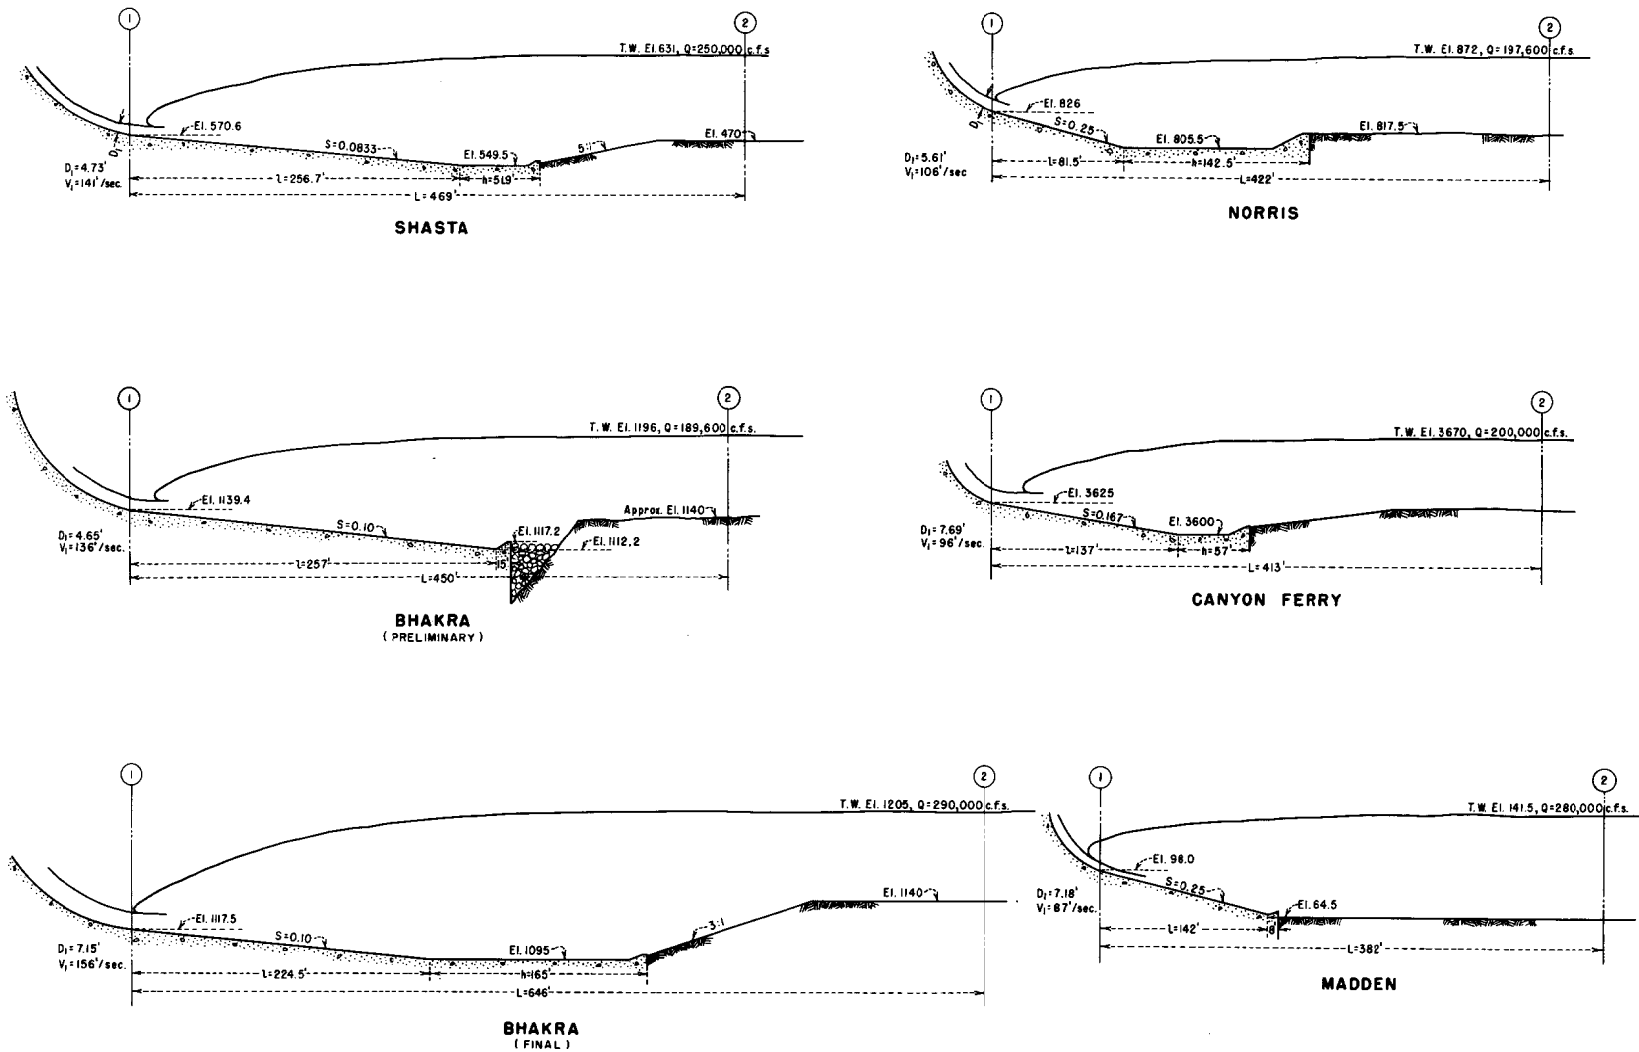 1
2
T.W. El. 631, Q=250,000 c.f.s
El. 570.6
D₁
S=0.0833
El. 549.5
5:1
El. 470
D₁= 4.73'
V₁= 141'/sec.
l=256.7'
h=51.9'
L= 469'
SHASTA
1
2
T.W. El. 872, Q= 197,600 c.f.s.
El. 826
D₁
S=0.25
El. 805.5
El. 817.5
D₁=5.61'
V₁=106'/sec
l=81.5'
h=142.5'
L=422'
NORRIS
1
2
T.W. El. 1196, Q=189,600 c.f.s.
El. 1139.4
S=0.10
El. 1117.2
Approx. El. 1140
El. 1112.2
D₁= 4.65'
V₁=136'/sec.
l=257'
15'
L=450'
BHAKRA
( PRELIMINARY )
1
2
T.W. El. 3670, Q=200,000 c.f.s.
El. 3625
S=0.167
El. 3600
D₁= 7.69'
V₁= 96'/sec.
l=137'
h=57'
L=413'
CANYON FERRY
1
2
T.W. El. 1205, Q=290,000 c.f.s.
El. 1117.5
S=0.10
El. 1095
3:1
El. 1140
D₁= 7.15'
V₁=156'/sec.
l=224.5'
h=165'
L=646'
BHAKRA
( FINAL )
1
2
T.W. El. 141.5, Q=280,000 c.f.s.
El. 98.0
S=0.25
El. 64.5
D₁=7.18'
V₁= 87'/sec.
l=142'
8'
L=382'
MADDEN